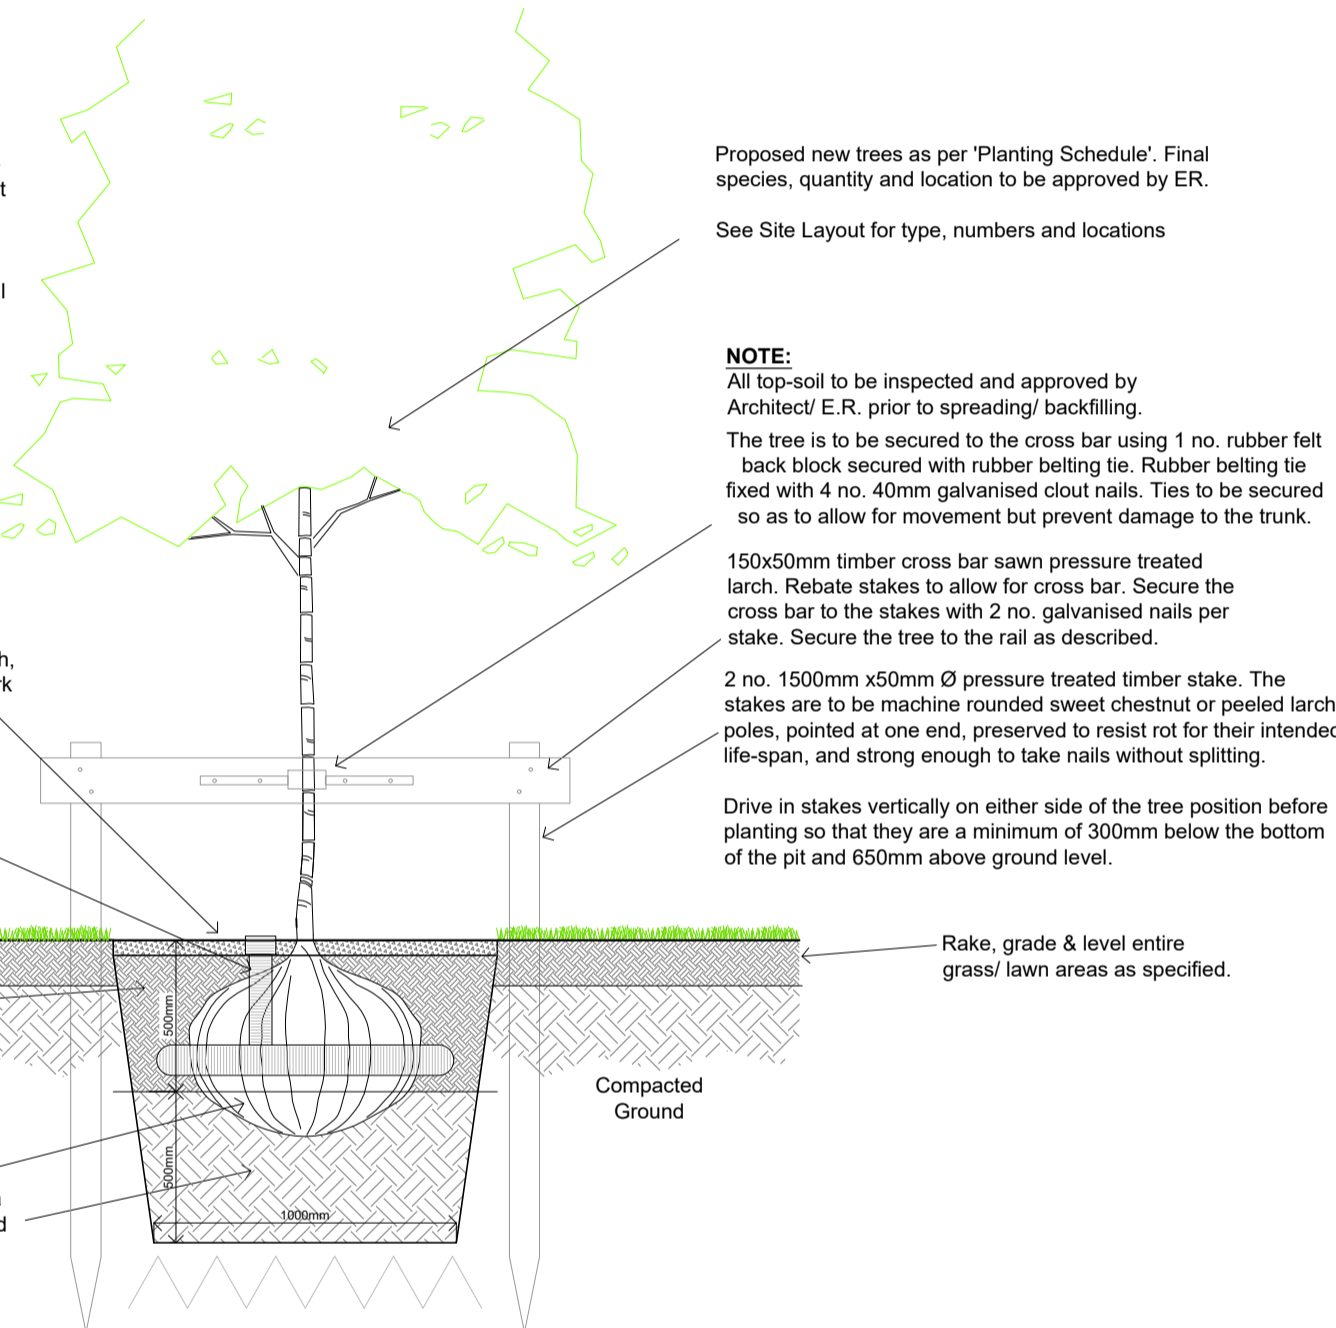 Proposed new trees as per 'Planting Schedule'. Final
species, quantity and location to be approved by ER.
See Site Layout for type, numbers and locations
NOTE:
All top-soil to be inspected and approved by
Architect/ E.R. prior to spreading/ backfilling.
The tree is to be secured to the cross bar using 1 no. rubber felt
back block secured with rubber belting tie. Rubber belting tie
fixed with 4 no. 40mm galvanised clout nails. Ties to be secured
so as to allow for movement but prevent damage to the trunk.
150x50mm timber cross bar sawn pressure treated
larch. Rebate stakes to allow for cross bar. Secure the
cross bar to the stakes with 2 no. galvanised nails per
stake. Secure the tree to the rail as described.
2 no. 1500mm x50mm Ø pressure treated timber stake. The
stakes are to be machine rounded sweet chestnut or peeled larch
poles, pointed at one end, preserved to resist rot for their intended
life-span, and strong enough to take nails without splitting.
Drive in stakes vertically on either side of the tree position before
planting so that they are a minimum of 300mm below the bottom
of the pit and 650mm above ground level.
Rake, grade & level entire
grass/ lawn areas as specified.
Compacted
Ground
500mm
500mm
1000mm